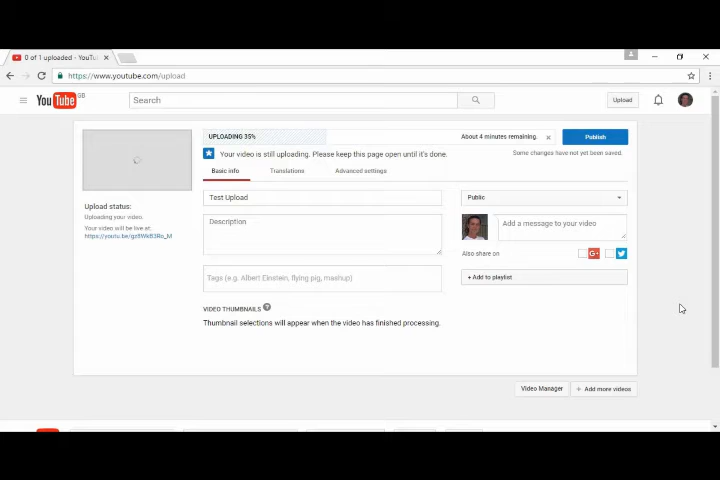 0 of 1 uploaded - YouTu
https://www.youtube.com/upload
YouTube GB
Search
Upload
UPLOADING 35%
About 4 minutes remaining.
Publish
Your video is still uploading. Please keep this page open until it's done.
Some changes have not yet been saved.
Basic info
Translations
Advanced settings
Test Upload
Public
Description
Add a message to your video
Upload status:
Uploading your video.
Your video will be live at:
Also share on
G+
Tags (e.g. Albert Einstein, flying pig, mashup)
+ Add to playlist
VIDEO THUMBNAILS ?
Thumbnail selections will appear when the video has finished processing.
Video Manager
+ Add more videos